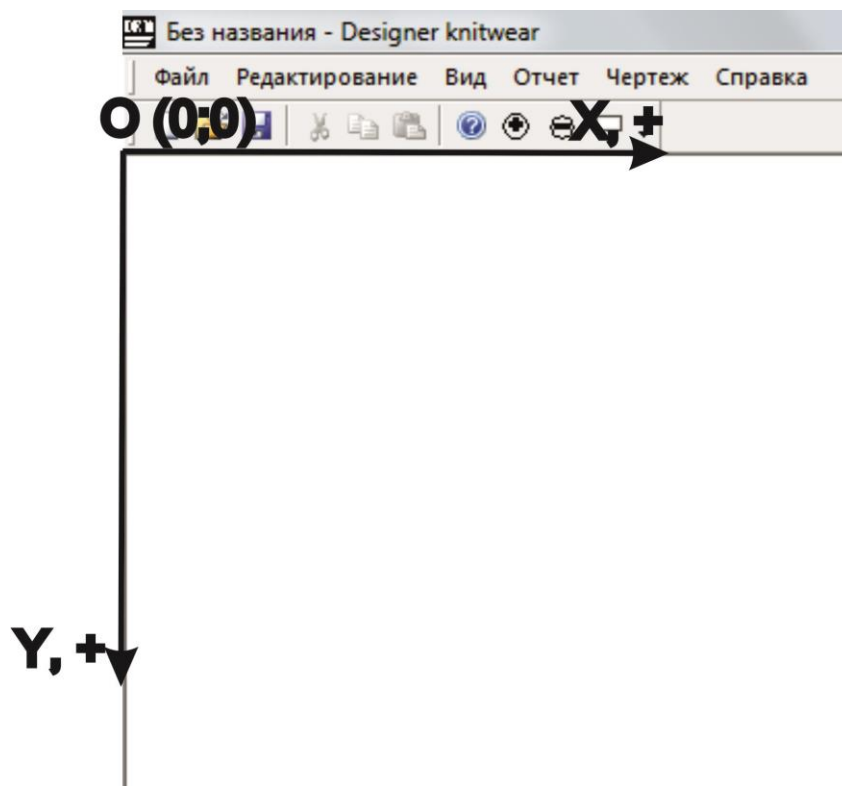 Без названия - Designer knitwear
Файл Редактирование Вид Отчет Чертеж Справка
O (0;0) X, +
Y, +